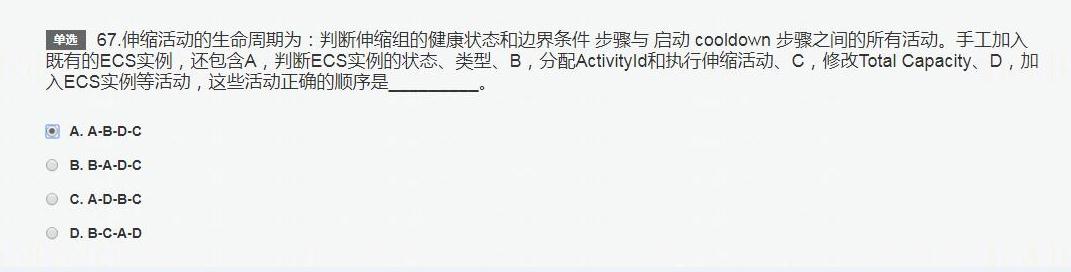 单选 67.伸缩活动的生命周期为：判断伸缩组的健康状态和边界条件 步骤与 启动 cooldown 步骤之间的所有活动。手工加入
既有的ECS实例，还包含A，判断ECS实例的状态、类型、B，分配ActivityId和执行伸缩活动、C，修改Total Capacity、D，加
入ECS实例等活动，这些活动正确的顺序是_________。
A. A-B-D-C
B. B-A-D-C
C. A-D-B-C
D. B-C-A-D